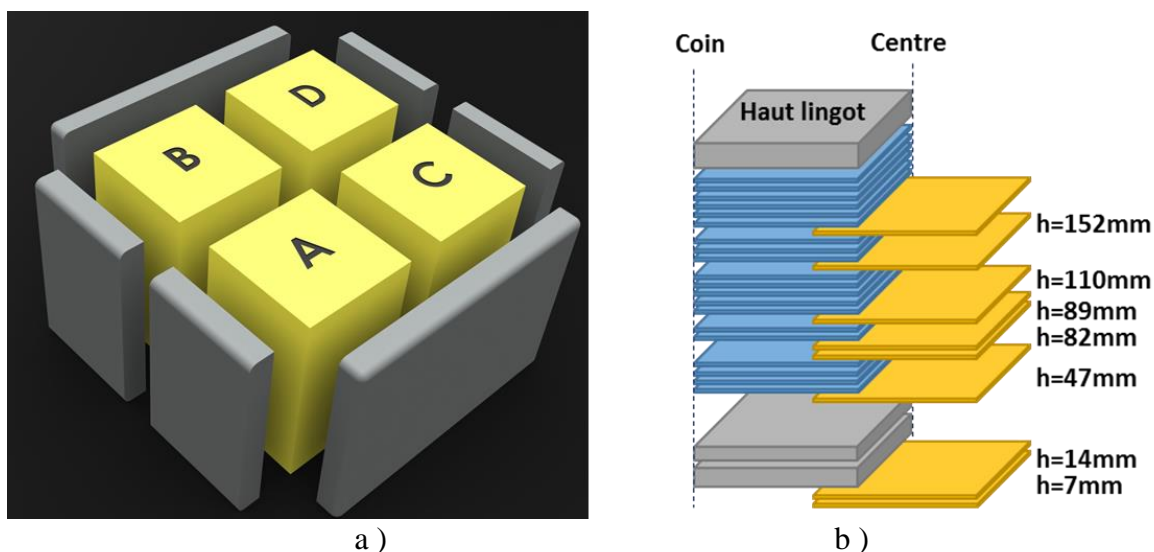 D
B
C
A
Coin
Centre
Haut lingot
h=152mm
h=110mm
h=89mm
h=82mm
h=47mm
h=14mm
h=7mm
a )
b )